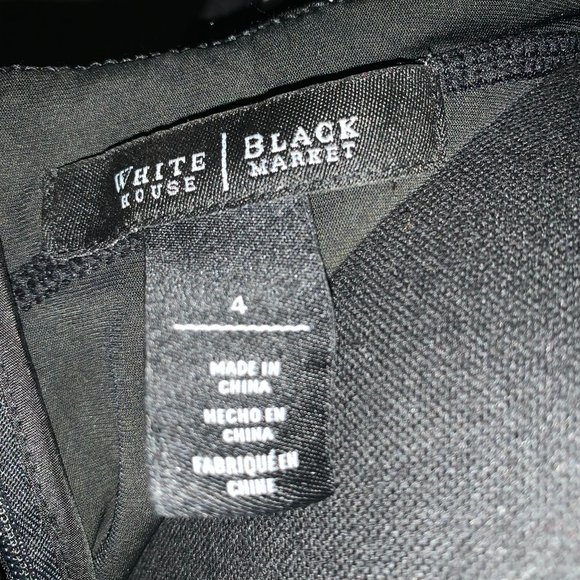 WHITE HOUSE | BLACK MARKET
4
MADE IN
CHINA
HECHO EN
CHINA
FABRIQUÉ EN
CHINE